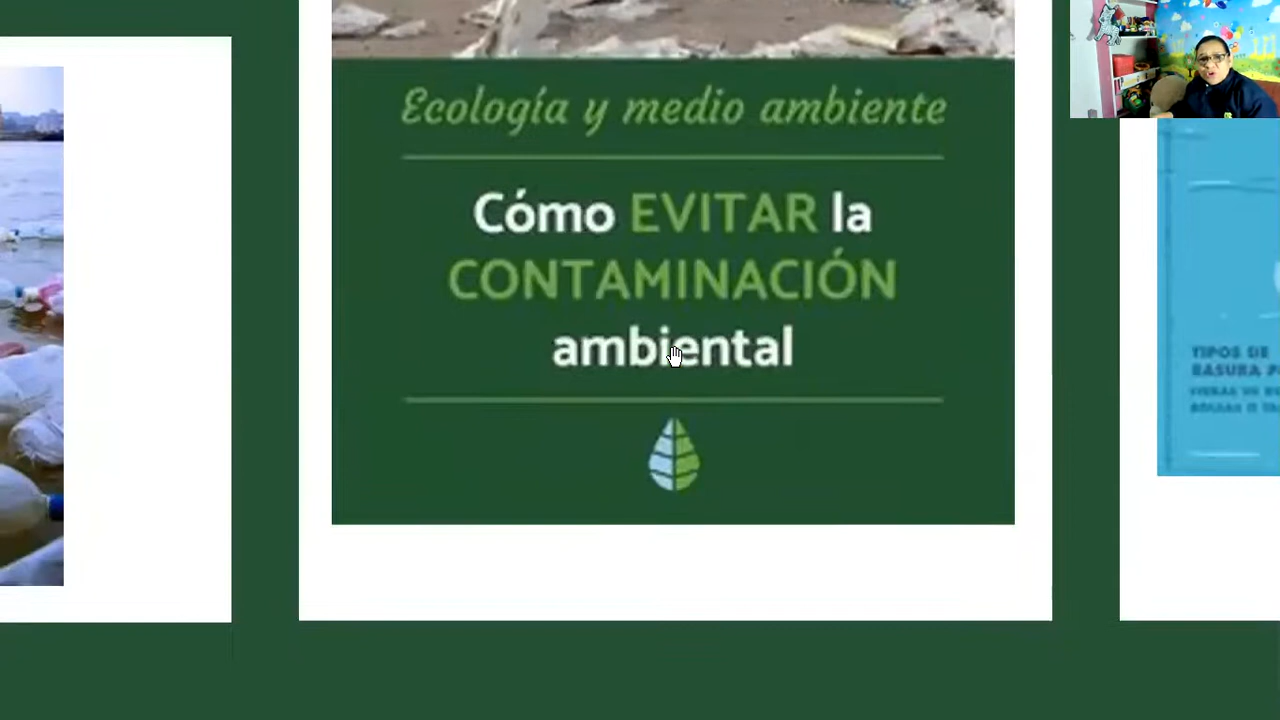 Ecología y medio ambiente
Cómo EVITAR la
CONTAMINACIÓN
ambiental
TIPOS DE
BASURA